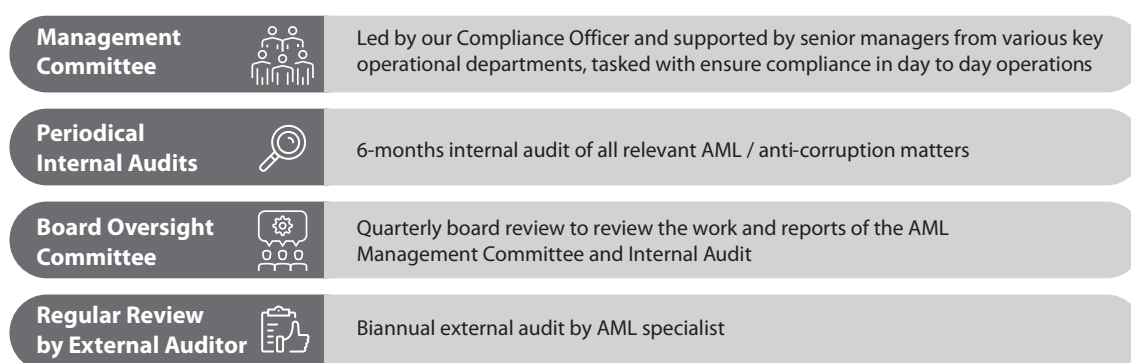 Management
Committee
Led by our Compliance Officer and supported by senior managers from various key
operational departments, tasked with ensure compliance in day to day operations
Periodical
Internal Audits
6-months internal audit of all relevant AML / anti-corruption matters
Board Oversight
Committee
Quarterly board review to review the work and reports of the AML
Management Committee and Internal Audit
Regular Review
by External Auditor
Biannual external audit by AML specialist